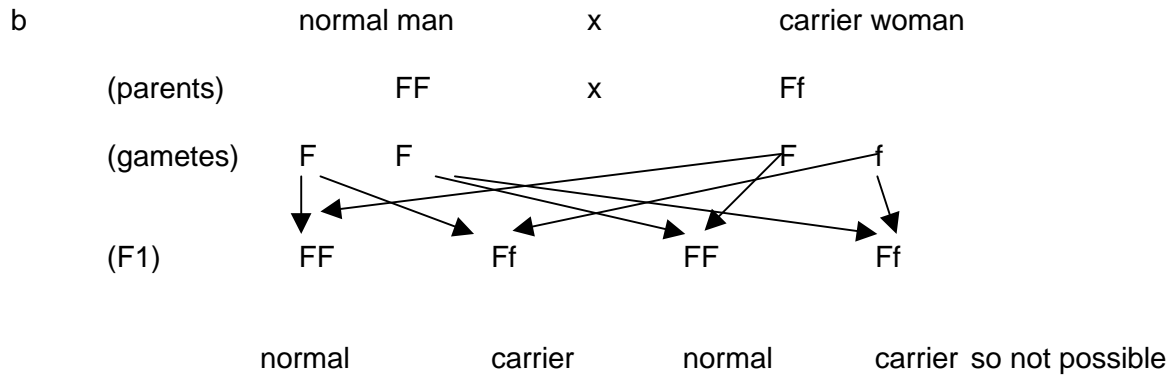 b normal man x carrier woman
(parents) FF x Ff
(gametes) F F F f
(F1) FF Ff FF Ff
normal carrier normal carrier so not possible